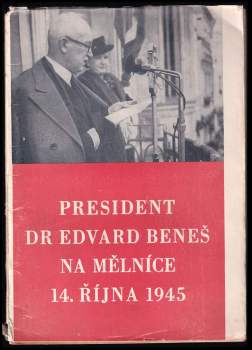 PRESIDENT
DR EDVARD BENEŠ
NA MĚLNÍCE
14. ŘÍJNA 1945